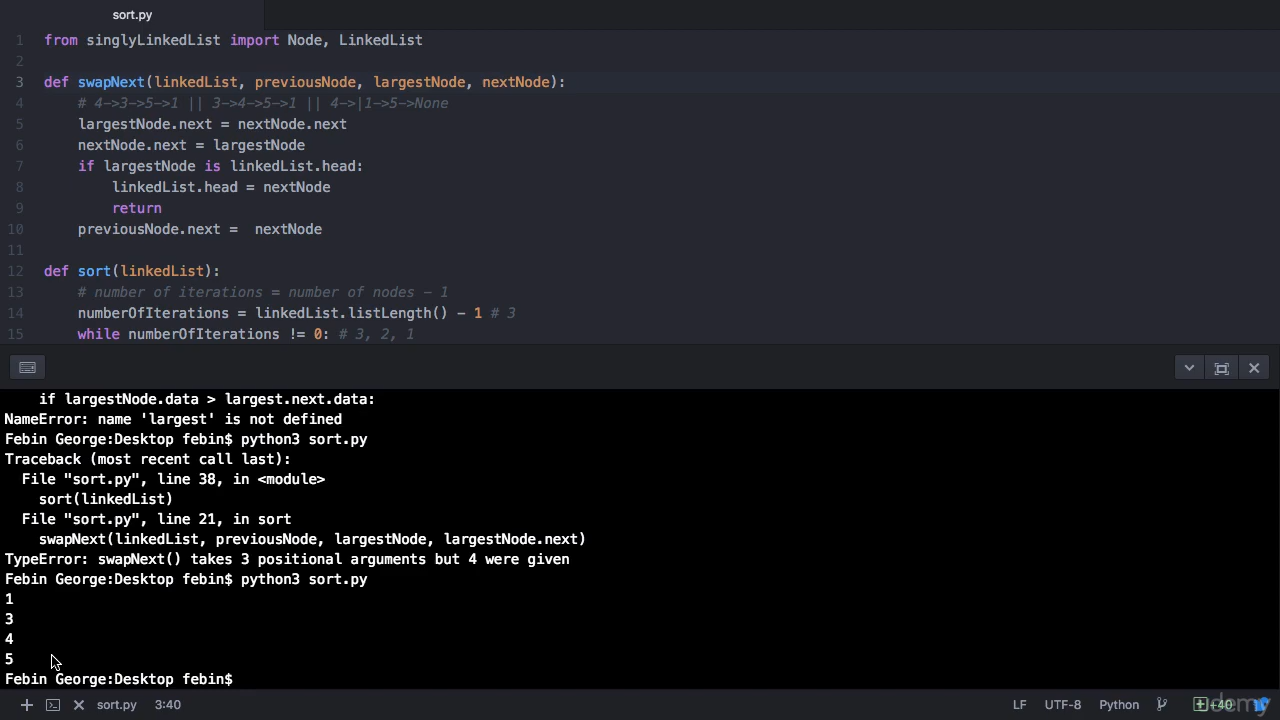 sort.py
1 from singlyLinkedList import Node, LinkedList
2
3 def swapNext(linkedList, previousNode, largestNode, nextNode):
4 # 4->3->5->1 || 3->4->5->1 || 4->|1->5->None
5 largestNode.next = nextNode.next
6 nextNode.next = largestNode
7 if largestNode is linkedList.head:
8 linkedList.head = nextNode
9 return
10 previousNode.next =  nextNode
11
12 def sort(linkedList):
13 # number of iterations = number of nodes - 1
14 numberOfIterations = linkedList.listLength() - 1 # 3
15 while numberOfIterations != 0: # 3, 2, 1
if largestNode.data > largest.next.data:
NameError: name 'largest' is not defined
Febin George:Desktop febin$ python3 sort.py
Traceback (most recent call last):
File "sort.py", line 38, in <module>
sort(linkedList)
File "sort.py", line 21, in sort
swapNext(linkedList, previousNode, largestNode, largestNode.next)
TypeError: swapNext() takes 3 positional arguments but 4 were given
Febin George:Desktop febin$ python3 sort.py
1
3
4
5
Febin George:Desktop febin$
sort.py 3:40 LF UTF-8 Python +40
udemy